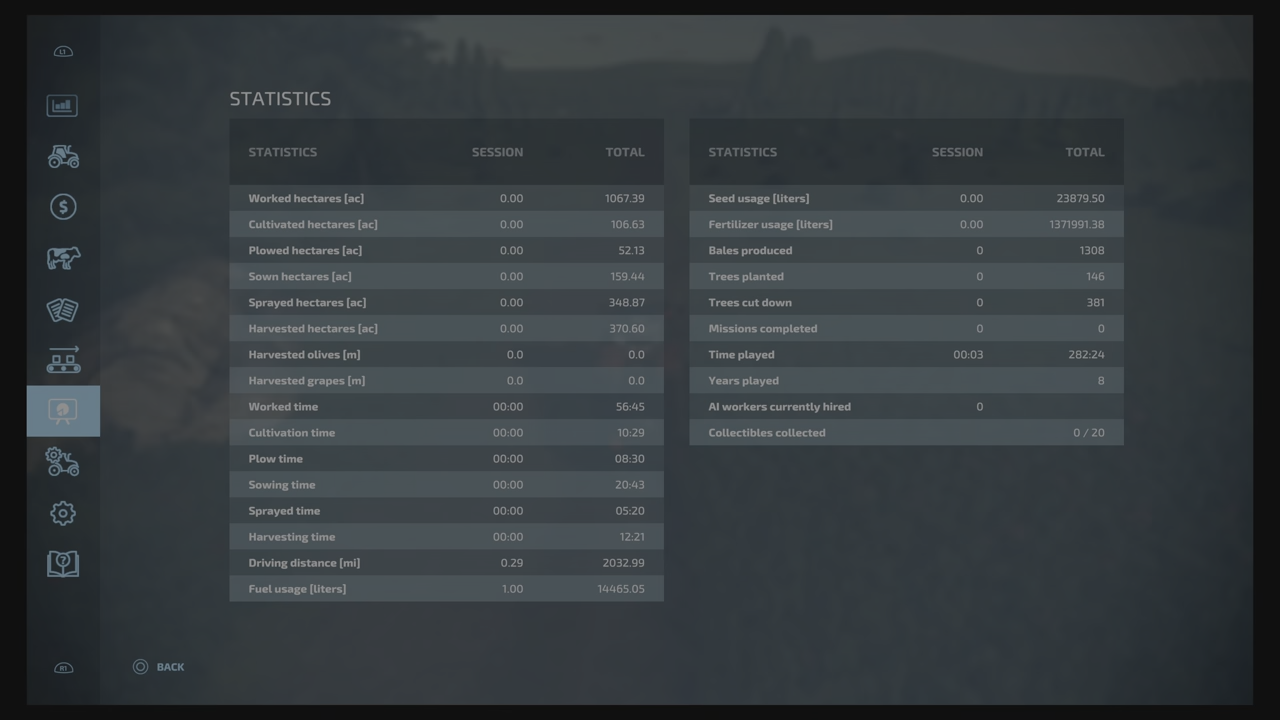 L1
STATISTICS
STATISTICS SESSION TOTAL
Worked hectares [ac] 0.00 1067.39
Cultivated hectares [ac] 0.00 106.63
Plowed hectares [ac] 0.00 52.13
Sown hectares [ac] 0.00 159.44
Sprayed hectares [ac] 0.00 348.87
Harvested hectares [ac] 0.00 370.60
Harvested olives [m] 0.0 0.0
Harvested grapes [m] 0.0 0.0
Worked time 00:00 56:45
Cultivation time 00:00 10:29
Plow time 00:00 08:30
Sowing time 00:00 20:43
Sprayed time 00:00 05:20
Harvesting time 00:00 12:21
Driving distance [mi] 0.29 2032.99
Fuel usage [liters] 1.00 14465.05
STATISTICS SESSION TOTAL
Seed usage [liters] 0.00 23879.50
Fertilizer usage [liters] 0.00 1371991.38
Bales produced 0 1308
Trees planted 0 146
Trees cut down 0 381
Missions completed 0 0
Time played 00:03 282:24
Years played 8
AI workers currently hired 0
Collectibles collected 0 / 20
R1
BACK